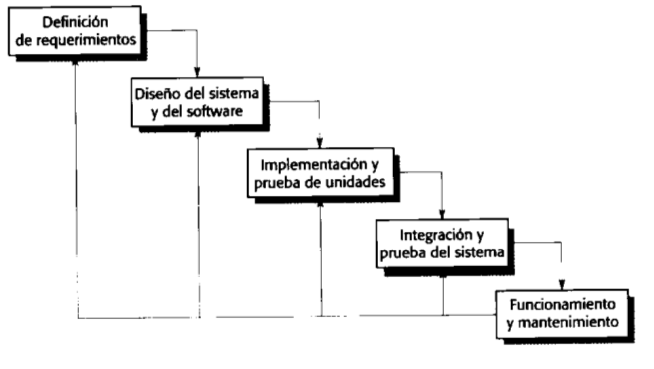 Definición
de requerimientos
Diseño del sistema
y del software
Implementación y
prueba de unidades
Integración y
prueba del sistema
Funcionamiento
y mantenimiento